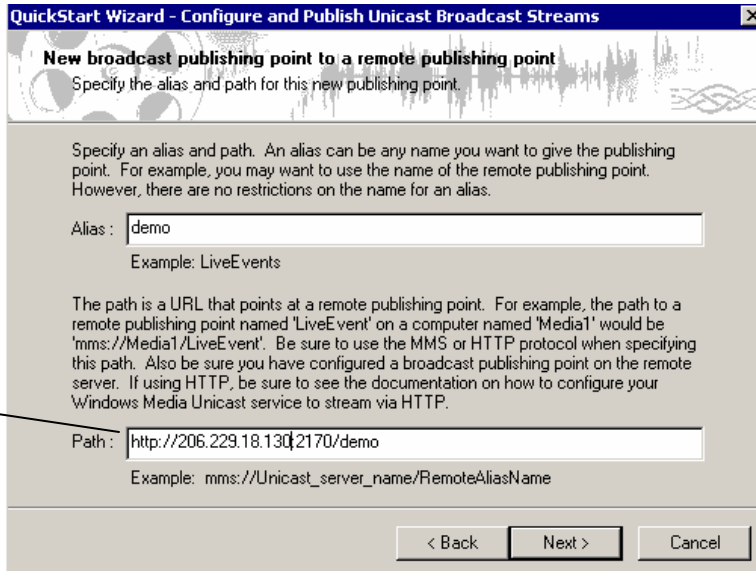 QuickStart Wizard - Configure and Publish Unicast Broadcast Streams
New broadcast publishing point to a remote publishing point
Specify the alias and path for this new publishing point.
Specify an alias and path. An alias can be any name you want to give the publishing
point. For example, you may want to use the name of the remote publishing point.
However, there are no restrictions on the name for an alias.
Alias : demo
Example: LiveEvents
The path is a URL that points at a remote publishing point. For example, the path to a
remote publishing point named 'LiveEvent' on a computer named 'Media1' would be
'mms://Media1/LiveEvent'. Be sure to use the MMS or HTTP protocol when specifying
this path. Also be sure you have configured a broadcast publishing point on the remote
server. If using HTTP, be sure to see the documentation on how to configure your
Windows Media Unicast service to stream via HTTP.
Path : http://206.229.18.130:2170/demo
Example: mms://Unicast_server_name/RemoteAliasName
< Back Next > Cancel